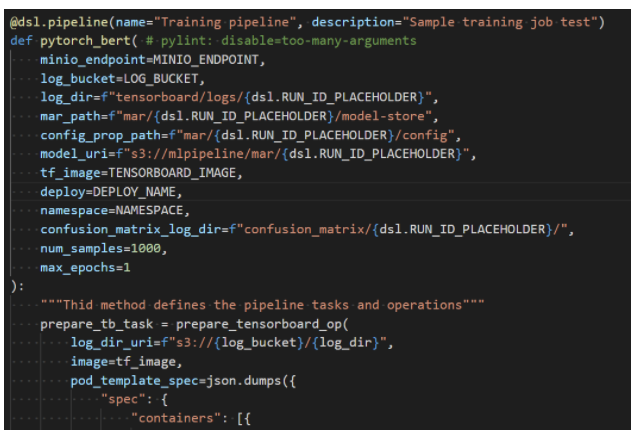 @dsl.pipeline(name="Training pipeline", description="Sample training job test")
def pytorch_bert( # pylint: disable=too-many-arguments
    minio_endpoint=MINIO_ENDPOINT,
    log_bucket=LOG_BUCKET,
    log_dir=f"tensorboard/logs/{dsl.RUN_ID_PLACEHOLDER}",
    mar_path=f"mar/{dsl.RUN_ID_PLACEHOLDER}/model-store",
    config_prop_path=f"mar/{dsl.RUN_ID_PLACEHOLDER}/config",
    model_uri=f"s3://mlpipeline/mar/{dsl.RUN_ID_PLACEHOLDER}",
    tf_image=TENSORBOARD_IMAGE,
    deploy=DEPLOY_NAME,
    namespace=NAMESPACE,
    confusion_matrix_log_dir=f"confusion_matrix/{dsl.RUN_ID_PLACEHOLDER}/",
    num_samples=1000,
    max_epochs=1
):
    """Thid method defines the pipeline tasks and operations"""
    prepare_tb_task = prepare_tensorboard_op(
        log_dir_uri=f"s3://{log_bucket}/{log_dir}",
        image=tf_image,
        pod_template_spec=json.dumps({
            "spec": {
                "containers": [{